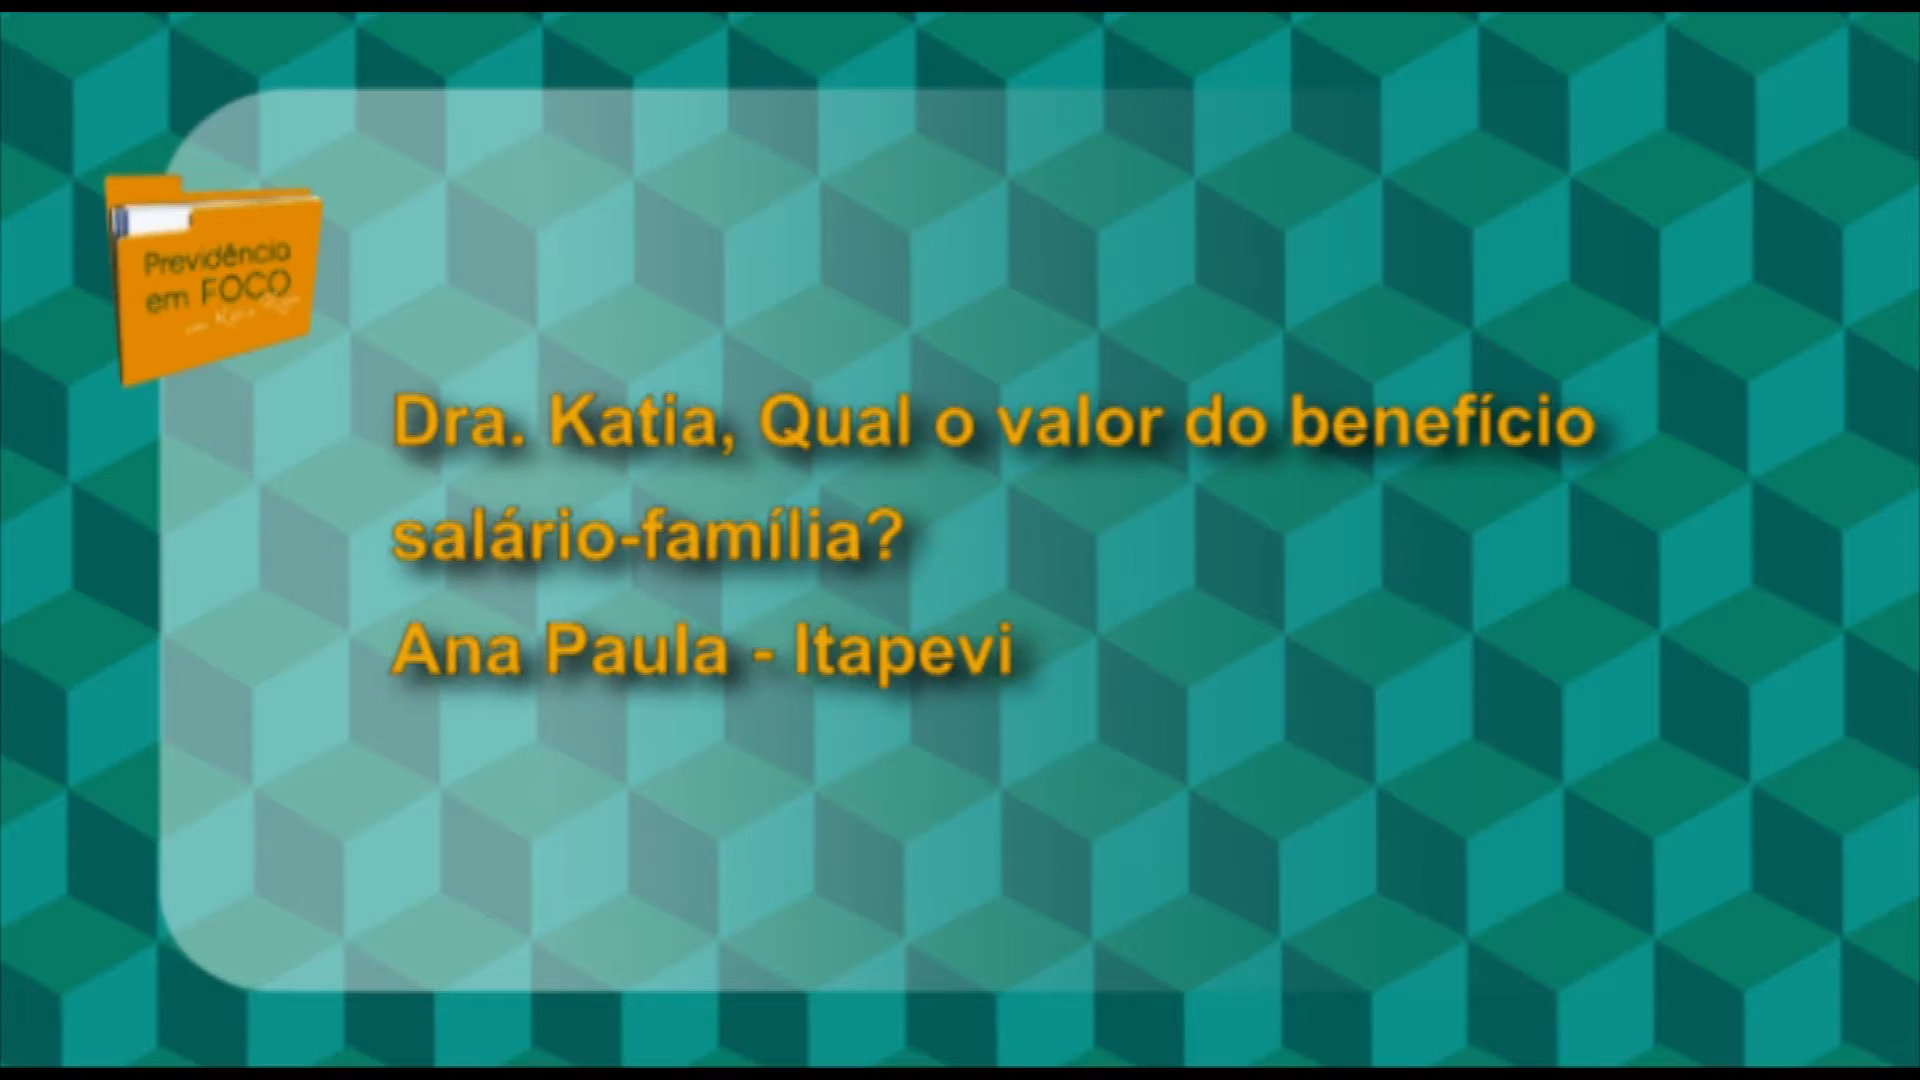 Previdência
em FOCO
Dra. Katia, Qual o valor do benefício
salário-família?
Ana Paula - Itapevi